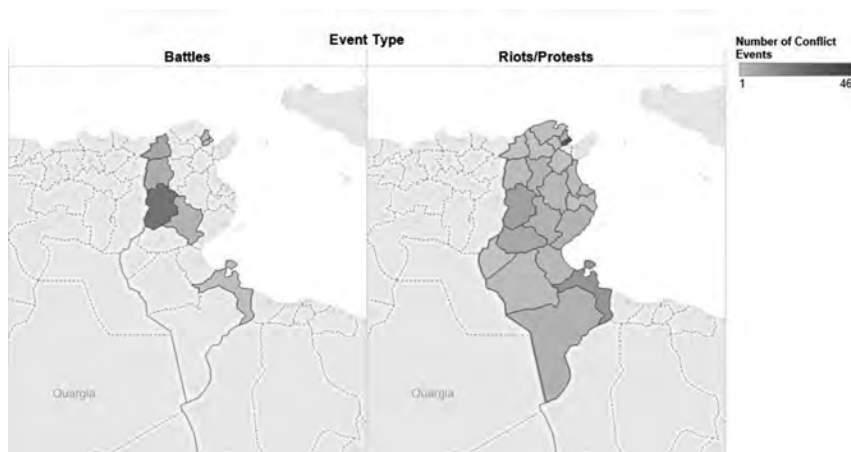 Event Type
Battles
Riots/Protests
Number of Conflict
Events
1
46
Ouargla
Ouargla